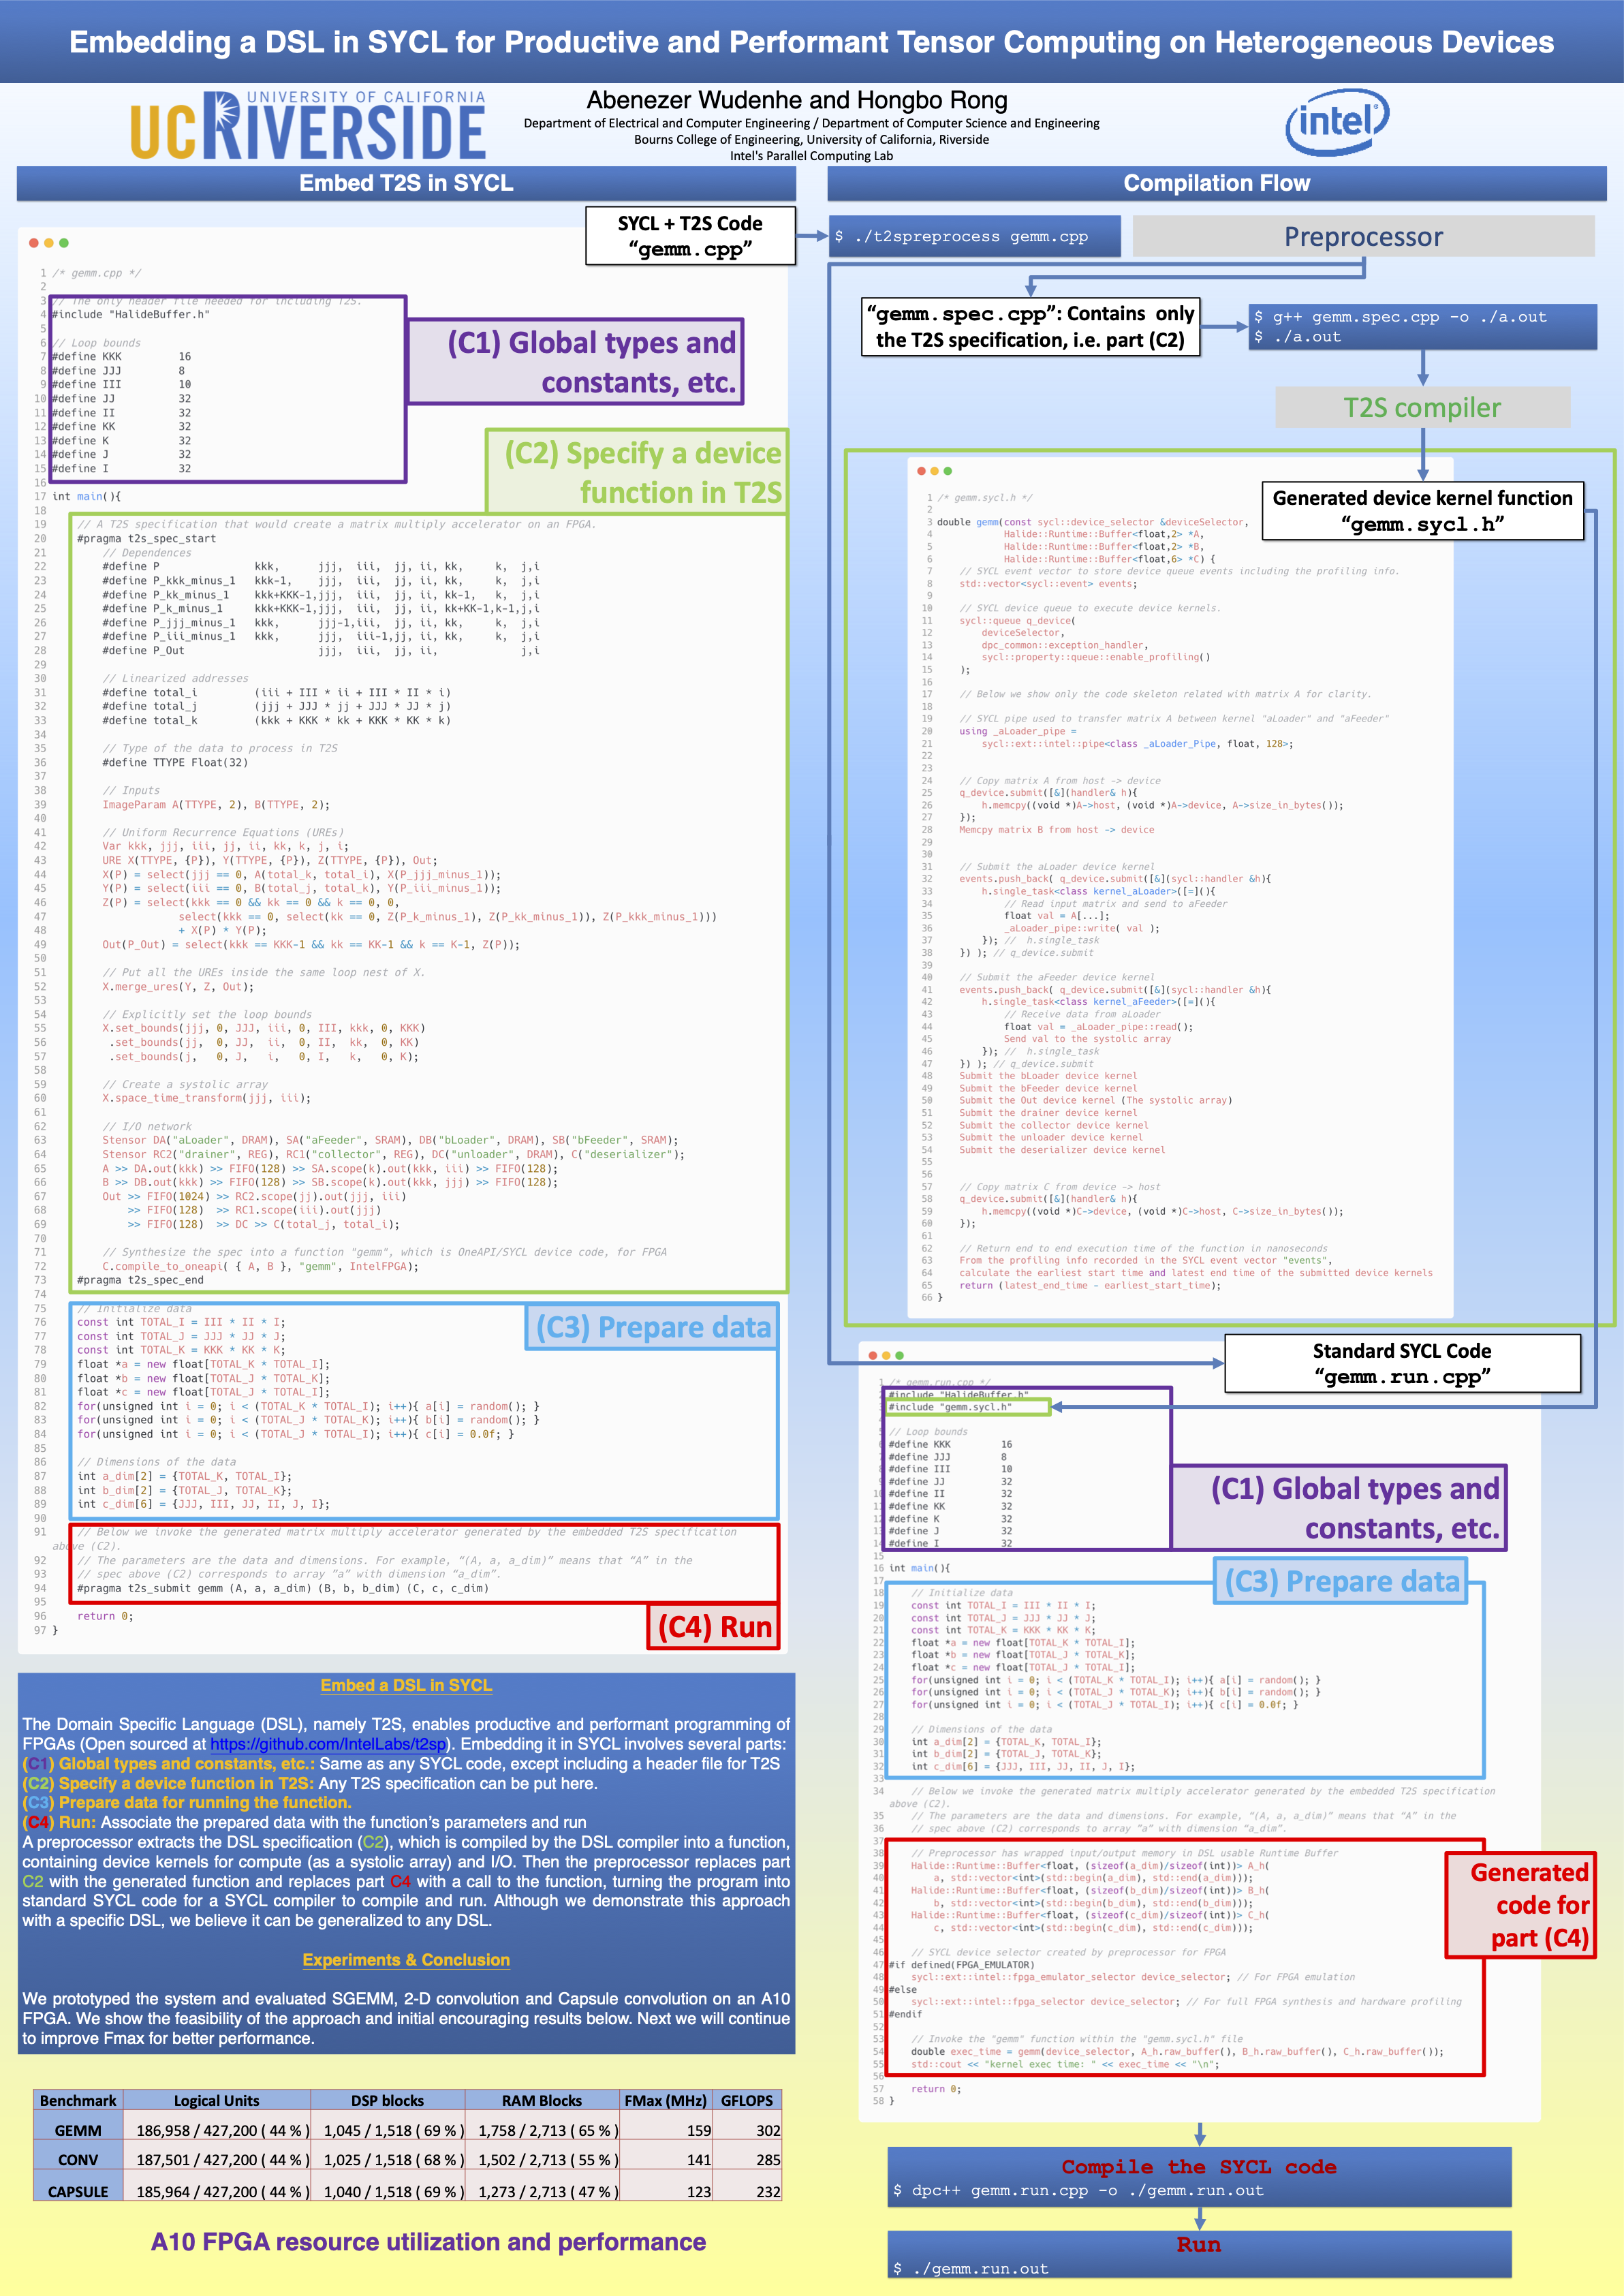 Embedding a DSL in SYCL for Productive and Performant Tensor Computing on Heterogeneous Devices
UNIVERSITY OF CALIFORNIA
UCRIVERSIDE
Abenezer Wudenhe and Hongbo Rong
Department of Electrical and Computer Engineering / Department of Computer Science and Engineering
Bourns College of Engineering, University of California, Riverside
Intel's Parallel Computing Lab
intel
Embed T2S in SYCL
SYCL + T2S Code
“gemm.cpp”
1 /* gemm.cpp */
2
3 // The only header file needed for including T2S.
4 #include "HalideBuffer.h"
5
6 // Loop bounds
7 #define KKK 16
8 #define JJJ 8
9 #define III 10
10 #define JJ 32
11 #define II 32
12 #define KK 32
13 #define K 32
14 #define J 32
15 #define I 32
16
17 int main(){
18
(C1) Global types and
constants, etc.
(C2) Specify a device
function in T2S
19 // A T2S specification that would create a matrix multiply accelerator on an FPGA.
20 #pragma t2s_spec_start
21 // Dependences
22 #define P kkk, jjj, iii, jj, ii, kk, k, j,i
23 #define P_kkk_minus_1 kkk-1, jjj, iii, jj, ii, kk, k, j,i
24 #define P_kk_minus_1 kkk+KKK-1,jjj, iii, jj, ii, kk-1, k, j,i
25 #define P_k_minus_1 kkk+KKK-1,jjj, iii, jj, ii, kk+KK-1,k-1,j,i
26 #define P_jjj_minus_1 kkk, jjj-1,iii, jj, ii, kk, k, j,i
27 #define P_iii_minus_1 kkk, jjj, iii-1,jj, ii, kk, k, j,i
28 #define P_Out jjj, iii, jj, ii, j,i
29
30 // Linearized addresses
31 #define total_i (iii + III * ii + III * II * i)
32 #define total_j (jjj + JJJ * jj + JJJ * JJ * j)
33 #define total_k (kkk + KKK * kk + KKK * KK * k)
34
35 // Type of the data to process in T2S
36 #define TTYPE Float(32)
37
38 // Inputs
39 ImageParam A(TTYPE, 2), B(TTYPE, 2);
40
41 // Uniform Recurrence Equations (UREs)
42 Var kkk, jjj, iii, jj, ii, kk, k, j, i;
43 URE X(TTYPE, {P}), Y(TTYPE, {P}), Z(TTYPE, {P}), Out;
44 X(P) = select(jjj == 0, A(total_k, total_i), X(P_jjj_minus_1));
45 Y(P) = select(iii == 0, B(total_j, total_k), Y(P_iii_minus_1));
46 Z(P) = select(kkk == 0 && kk == 0 && k == 0, 0,
47 select(kkk == 0, select(kk == 0, Z(P_k_minus_1), Z(P_kk_minus_1)), Z(P_kkk_minus_1)))
48 + X(P) * Y(P);
49 Out(P_Out) = select(kkk == KKK-1 && kk == KK-1 && k == K-1, Z(P));
50
51 // Put all the UREs inside the same loop nest of X.
52 X.merge_ures(Y, Z, Out);
53
54 // Explicitly set the loop bounds
55 X.set_bounds(jjj, 0, JJJ, iii, 0, III, kkk, 0, KKK)
56 .set_bounds(jj, 0, JJ, ii, 0, II, kk, 0, KK)
57 .set_bounds(j, 0, J, i, 0, I, k, 0, K);
58
59 // Create a systolic array
60 X.space_time_transform(jjj, iii);
61
62 // I/O network
63 Stensor DA("aLoader", DRAM), SA("aFeeder", SRAM), DB("bLoader", DRAM), SB("bFeeder", SRAM);
64 Stensor RC2("drainer", REG), RC1("collector", REG), DC("unloader", DRAM), C("deserializer");
65 A >> DA.out(kkk) >> FIFO(128) >> SA.scope(k).out(kkk, iii) >> FIFO(128);
66 B >> DB.out(kkk) >> FIFO(128) >> SB.scope(k).out(kkk, jjj) >> FIFO(128);
67 Out >> FIFO(1024) >> RC2.scope(jj).out(jjj, iii)
68 >> FIFO(128) >> RC1.scope(iii).out(jjj)
69 >> FIFO(128) >> DC >> C(total_j, total_i);
70
71 // Synthesize the spec into a function "gemm", which is OneAPI/SYCL device code, for FPGA
72 C.compile_to_oneapi( { A, B }, "gemm", IntelFPGA);
73 #pragma t2s_spec_end
74
(C3) Prepare data
75 // Initialize data
76 const int TOTAL_I = III * II * I;
77 const int TOTAL_J = JJJ * JJ * J;
78 const int TOTAL_K = KKK * KK * K;
79 float *a = new float[TOTAL_K * TOTAL_I];
80 float *b = new float[TOTAL_J * TOTAL_K];
81 float *c = new float[TOTAL_J * TOTAL_I];
82 for(unsigned int i = 0; i < (TOTAL_K * TOTAL_I); i++){ a[i] = random(); }
83 for(unsigned int i = 0; i < (TOTAL_J * TOTAL_K); i++){ b[i] = random(); }
84 for(unsigned int i = 0; i < (TOTAL_J * TOTAL_I); i++){ c[i] = 0.0f; }
85
86 // Dimensions of the data
87 int a_dim[2] = {TOTAL_K, TOTAL_I};
88 int b_dim[2] = {TOTAL_J, TOTAL_K};
89 int c_dim[6] = {JJJ, III, JJ, II, J, I};
90
91 // Below we invoke the generated matrix multiply accelerator generated by the embedded T2S specification
above (C2).
92 // The parameters are the data and dimensions. For example, “(A, a, a_dim)” means that “A” in the
93 // spec above (C2) corresponds to array ”a” with dimension “a_dim”.
94 #pragma t2s_submit gemm (A, a, a_dim) (B, b, b_dim) (C, c, c_dim)
95
96 return 0;
97 }
(C4) Run
Embed a DSL in SYCL
The Domain Specific Language (DSL), namely T2S, enables productive and performant programming of
FPGAs (Open sourced at https://github.com/IntelLabs/t2sp). Embedding it in SYCL involves several parts:
(C1) Global types and constants, etc.: Same as any SYCL code, except including a header file for T2S
(C2) Specify a device function in T2S: Any T2S specification can be put here.
(C3) Prepare data for running the function.
(C4) Run: Associate the prepared data with the function’s parameters and run
A preprocessor extracts the DSL specification (C2), which is compiled by the DSL compiler into a function,
containing device kernels for compute (as a systolic array) and I/O. Then the preprocessor replaces part
C2 with the generated function and replaces part C4 with a call to the function, turning the program into
standard SYCL code for a SYCL compiler to compile and run. Although we demonstrate this approach
with a specific DSL, we believe it can be generalized to any DSL.
Experiments & Conclusion
We prototyped the system and evaluated SGEMM, 2-D convolution and Capsule convolution on an A10
FPGA. We show the feasibility of the approach and initial encouraging results below. Next we will continue
to improve Fmax for better performance.
Benchmark Logical Units DSP blocks RAM Blocks FMax (MHz) GFLOPS
GEMM 186,958 / 427,200 ( 44 % ) 1,045 / 1,518 ( 69 % ) 1,758 / 2,713 ( 65 % ) 159 302
CONV 187,501 / 427,200 ( 44 % ) 1,025 / 1,518 ( 68 % ) 1,502 / 2,713 ( 55 % ) 141 285
CAPSULE 185,964 / 427,200 ( 44 % ) 1,040 / 1,518 ( 69 % ) 1,273 / 2,713 ( 47 % ) 123 232
A10 FPGA resource utilization and performance
Compilation Flow
$ ./t2spreprocess gemm.cpp
Preprocessor
“gemm.spec.cpp”: Contains only
the T2S specification, i.e. part (C2)
$ g++ gemm.spec.cpp -o ./a.out
$ ./a.out
T2S compiler
Generated device kernel function
“gemm.sycl.h”
1 /* gemm.sycl.h */
2
3 double gemm(const sycl::device_selector &deviceSelector,
4 Halide::Runtime::Buffer<float,2> *A,
5 Halide::Runtime::Buffer<float,2> *B,
6 Halide::Runtime::Buffer<float,6> *C) {
7 // SYCL event vector to store device queue events including the profiling info.
8 std::vector<sycl::event> events;
9
10 // SYCL device queue to execute device kernels.
11 sycl::queue q_device(
12 deviceSelector,
13 dpc_common::exception_handler,
14 sycl::property::queue::enable_profiling()
15 );
16
17 // Below we show only the code skeleton related with matrix A for clarity.
18
19 // SYCL pipe used to transfer matrix A between kernel "aLoader" and "aFeeder"
20 using _aLoader_pipe =
21 sycl::ext::intel::pipe<class _aLoader_Pipe, float, 128>;
22
23
24 // Copy matrix A from host -> device
25 q_device.submit([&](handler& h){
26 h.memcpy((void *)A->host, (void *)A->device, A->size_in_bytes());
27 });
28 Memcpy matrix B from host -> device
29
30
31 // Submit the aLoader device kernel
32 events.push_back( q_device.submit([&](sycl::handler &h){
33 h.single_task<class kernel_aLoader>([=](){
34 // Read input matrix and send to aFeeder
35 float val = A[...];
36 _aLoader_pipe::write( val );
37 }); // h.single_task
38 }) ); // q_device.submit
39
40 // Submit the aFeeder device kernel
41 events.push_back( q_device.submit([&](sycl::handler &h){
42 h.single_task<class kernel_aFeeder>([=](){
43 // Receive data from aLoader
44 float val = _aLoader_pipe::read();
45 Send val to the systolic array
46 }); // h.single_task
47 }) ); // q_device.submit
48 Submit the bLoader device kernel
49 Submit the bFeeder device kernel
50 Submit the Out device kernel (The systolic array)
51 Submit the drainer device kernel
52 Submit the collector device kernel
53 Submit the unloader device kernel
54 Submit the deserializer device kernel
55
56
57 // Copy matrix C from device -> host
58 q_device.submit([&](handler& h){
59 h.memcpy((void *)C->device, (void *)C->host, C->size_in_bytes());
60 });
61
62 // Return end to end execution time of the function in nanoseconds
63 From the profiling info recorded in the SYCL event vector "events",
64 calculate the earliest start time and latest end time of the submitted device kernels
65 return (latest_end_time - earliest_start_time);
66 }
Standard SYCL Code
“gemm.run.cpp”
1 /* gemm.run.cpp */
#include "HalideBuffer.h"
#include "gemm.sycl.h"
// Loop bounds
#define KKK 16
#define JJJ 8
#define III 10
#define JJ 32
#define II 32
#define KK 32
#define K 32
#define J 32
#define I 32
(C1) Global types and
constants, etc.
15
16 int main(){
17
(C3) Prepare data
18 // Initialize data
19 const int TOTAL_I = III * II * I;
20 const int TOTAL_J = JJJ * JJ * J;
21 const int TOTAL_K = KKK * KK * K;
22 float *a = new float[TOTAL_K * TOTAL_I];
23 float *b = new float[TOTAL_J * TOTAL_K];
24 float *c = new float[TOTAL_J * TOTAL_I];
25 for(unsigned int i = 0; i < (TOTAL_K * TOTAL_I); i++){ a[i] = random(); }
26 for(unsigned int i = 0; i < (TOTAL_J * TOTAL_K); i++){ b[i] = random(); }
27 for(unsigned int i = 0; i < (TOTAL_J * TOTAL_I); i++){ c[i] = 0.0f; }
28
29 // Dimensions of the data
30 int a_dim[2] = {TOTAL_K, TOTAL_I};
31 int b_dim[2] = {TOTAL_J, TOTAL_K};
32 int c_dim[6] = {JJJ, III, JJ, II, J, I};
33
34 // Below we invoke the generated matrix multiply accelerator generated by the embedded T2S specification
above (C2).
35 // The parameters are the data and dimensions. For example, “(A, a, a_dim)” means that “A” in the
36 // spec above (C2) corresponds to array ”a” with dimension “a_dim”.
37
38 // Preprocessor has wrapped input/output memory in DSL usable Runtime Buffer
39 Halide::Runtime::Buffer<float, (sizeof(a_dim)/sizeof(int))> A_h(
40 a, std::vector<int>(std::begin(a_dim), std::end(a_dim)));
41 Halide::Runtime::Buffer<float, (sizeof(b_dim)/sizeof(int))> B_h(
42 b, std::vector<int>(std::begin(b_dim), std::end(b_dim)));
43 Halide::Runtime::Buffer<float, (sizeof(c_dim)/sizeof(int))> C_h(
44 c, std::vector<int>(std::begin(c_dim), std::end(c_dim)));
45
46 // SYCL device selector created by preprocessor for FPGA
47 #if defined(FPGA_EMULATOR)
48 sycl::ext::intel::fpga_emulator_selector device_selector; // For FPGA emulation
49 #else
50 sycl::ext::intel::fpga_selector device_selector; // For full FPGA synthesis and hardware profiling
51 #endif
52
53 // Invoke the "gemm" function within the "gemm.sycl.h" file
54 double exec_time = gemm(device_selector, A_h.raw_buffer(), B_h.raw_buffer(), C_h.raw_buffer());
55 std::cout << "kernel exec time: " << exec_time << "\n";
56
57 return 0;
58 }
Generated
code for
part (C4)
Compile the SYCL code
$ dpc++ gemm.run.cpp -o ./gemm.run.out
Run
$ ./gemm.run.out